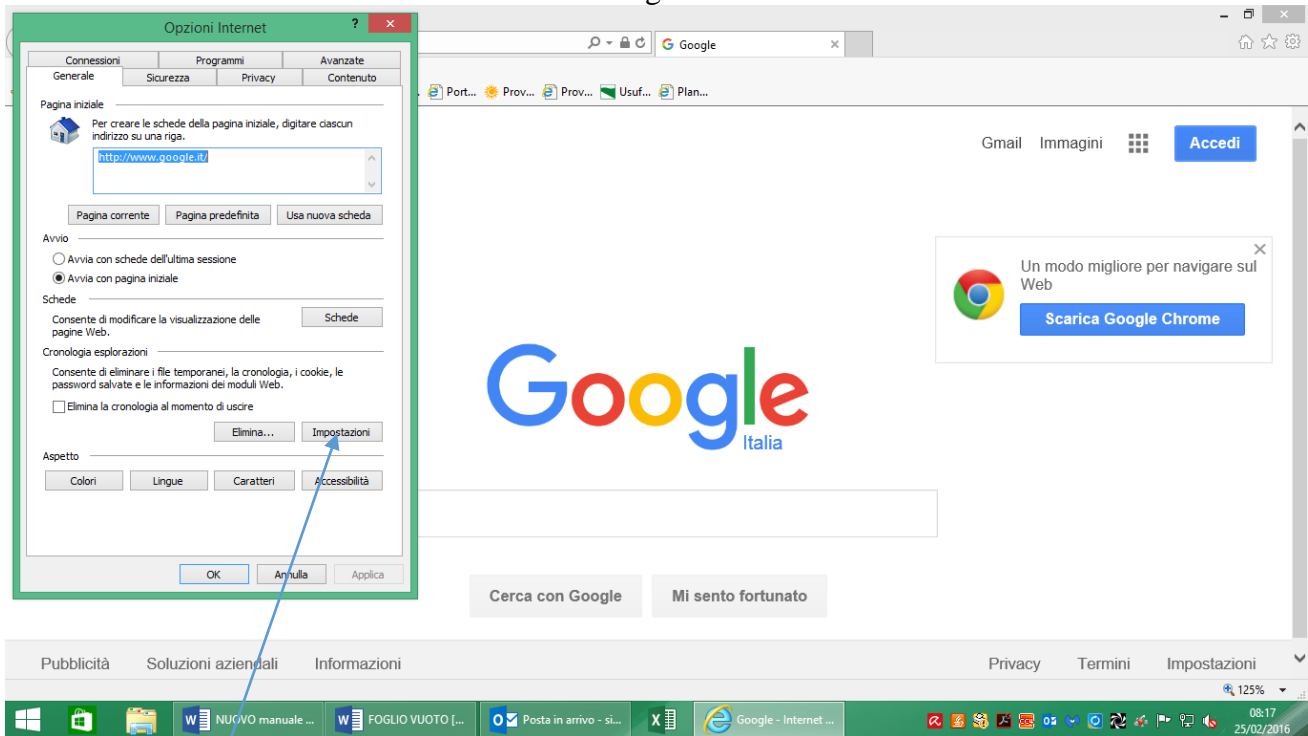 Opzioni Internet
?
Connessioni Programmi Avanzate
Generale Sicurezza Privacy Contenuto
Pagina iniziale
Per creare le schede della pagina iniziale, digitare ciascun
indirizzo su una riga.
http://www.google.it/
Pagina corrente Pagina predefinita Usa nuova scheda
Avvio
Avvia con schede dell'ultima sessione
Avvia con pagina iniziale
Schede
Consente di modificare la visualizzazione delle
pagine Web.
Schede
Cronologia esplorazioni
Consente di eliminare i file temporanei, la cronologia, i cookie, le
password salvate e le informazioni dei moduli Web.
Elimina la cronologia al momento di uscire
Elimina... Impostazioni
Aspetto
Colori Lingue Caratteri Accessibilità
OK Annulla Applica
Google
Port... Prov... Prov... Usuf... Plan...
Gmail Immagini Accedi
Un modo migliore per navigare sul
Web
Scarica Google Chrome
Google
Italia
Cerca con Google Mi sento fortunato
Pubblicità Soluzioni aziendali Informazioni Privacy Termini Impostazioni
125%
NUOVO manuale ... FOGLIO VUOTO [... Posta in arrivo - si... Google - Internet ...
08:17
25/02/2016